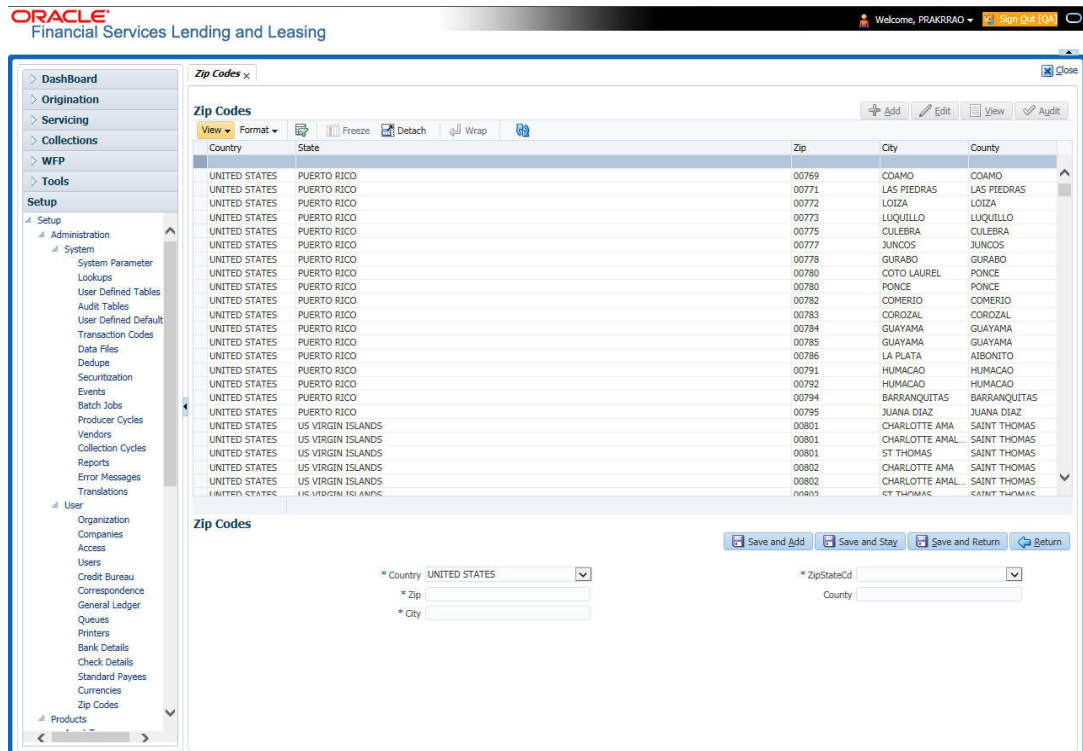 ORACLE
Financial Services Lending and Leasing
Welcome, PRAKRRAO
Sign Out [QA]
DashBoard
Origination
Servicing
Collections
WFP
Tools
Setup
Setup
Administration
System
System Parameter
Lookups
User Defined Tables
Audit Tables
User Defined Default
Transaction Codes
Data Files
Dedupe
Securitization
Events
Batch Jobs
Producer Cycles
Vendors
Collection Cycles
Reports
Error Messages
Translations
User
Organization
Companies
Access
Users
Credit Bureau
Correspondence
General Ledger
Queues
Printers
Bank Details
Check Details
Standard Payees
Currencies
Zip Codes
Products
Zip Codes x
Close
Zip Codes
Add Edit View Audit
View Format Freeze Detach Wrap
Country State Zip City County
UNITED STATES PUERTO RICO 00769 COAMO COAMO
UNITED STATES PUERTO RICO 00771 LAS PIEDRAS LAS PIEDRAS
UNITED STATES PUERTO RICO 00772 LOIZA LOIZA
UNITED STATES PUERTO RICO 00773 LUQUILLO LUQUILLO
UNITED STATES PUERTO RICO 00775 CULEBRA CULEBRA
UNITED STATES PUERTO RICO 00777 JUNCOS JUNCOS
UNITED STATES PUERTO RICO 00778 GURABO GURABO
UNITED STATES PUERTO RICO 00780 COTO LAUREL PONCE
UNITED STATES PUERTO RICO 00780 PONCE PONCE
UNITED STATES PUERTO RICO 00782 COMERIO COMERIO
UNITED STATES PUERTO RICO 00783 COROZAL COROZAL
UNITED STATES PUERTO RICO 00784 GUAYAMA GUAYAMA
UNITED STATES PUERTO RICO 00785 GUAYAMA GUAYAMA
UNITED STATES PUERTO RICO 00786 LA PLATA AIBONITO
UNITED STATES PUERTO RICO 00791 HUMACAO HUMACAO
UNITED STATES PUERTO RICO 00792 HUMACAO HUMACAO
UNITED STATES PUERTO RICO 00794 BARRANQUITAS BARRANQUITAS
UNITED STATES PUERTO RICO 00795 JUANA DIAZ JUANA DIAZ
UNITED STATES US VIRGIN ISLANDS 00801 CHARLOTTE AMA SAINT THOMAS
UNITED STATES US VIRGIN ISLANDS 00801 CHARLOTTE AMAL... SAINT THOMAS
UNITED STATES US VIRGIN ISLANDS 00801 ST THOMAS SAINT THOMAS
UNITED STATES US VIRGIN ISLANDS 00802 CHARLOTTE AMA SAINT THOMAS
UNITED STATES US VIRGIN ISLANDS 00802 CHARLOTTE AMAL... SAINT THOMAS
UNITED STATES US VIRGIN ISLANDS 00802 ST THOMAS SAINT THOMAS
Zip Codes
Save and Add Save and Stay Save and Return Return
* Country UNITED STATES
* Zip
* City
* ZipStateCd
County